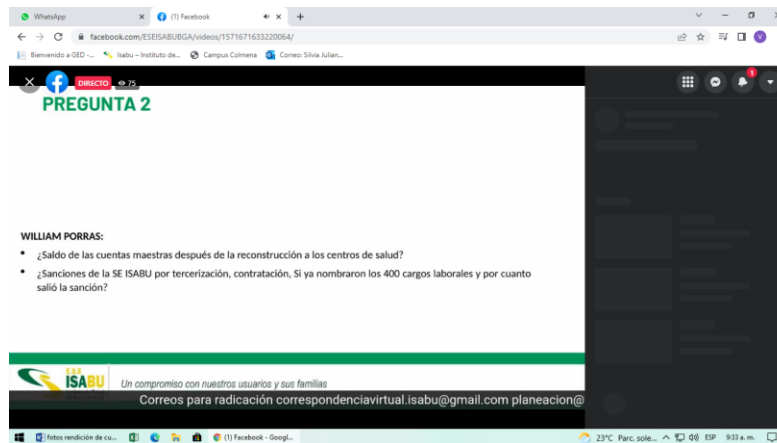 WhatsApp
(1) Facebook
facebook.com/ESEISABUBGA/videos/1571671633220064/
Bienvenido a GED -...
Isabu – Instituto de...
Campus Colmena
Correo: Silvia Julian...
DIRECTO
75
1
V
PREGUNTA 2
WILLIAM PORRAS:
¿Saldo de las cuentas maestras después de la reconstrucción a los centros de salud?
¿Sanciones de la SE ISABU por tercerización, contratación, Si ya nombraron los 400 cargos laborales y por cuanto
salió la sanción?
E.S.E
ISABU
Un compromiso con nuestros usuarios y sus familias
Correos para radicación correspondenciavirtual.isabu@gmail.com planeacion@
fotos rendición de cu...
(1) Facebook - Googl...
23°C Parc. sole...
ESP
9:33 a. m.